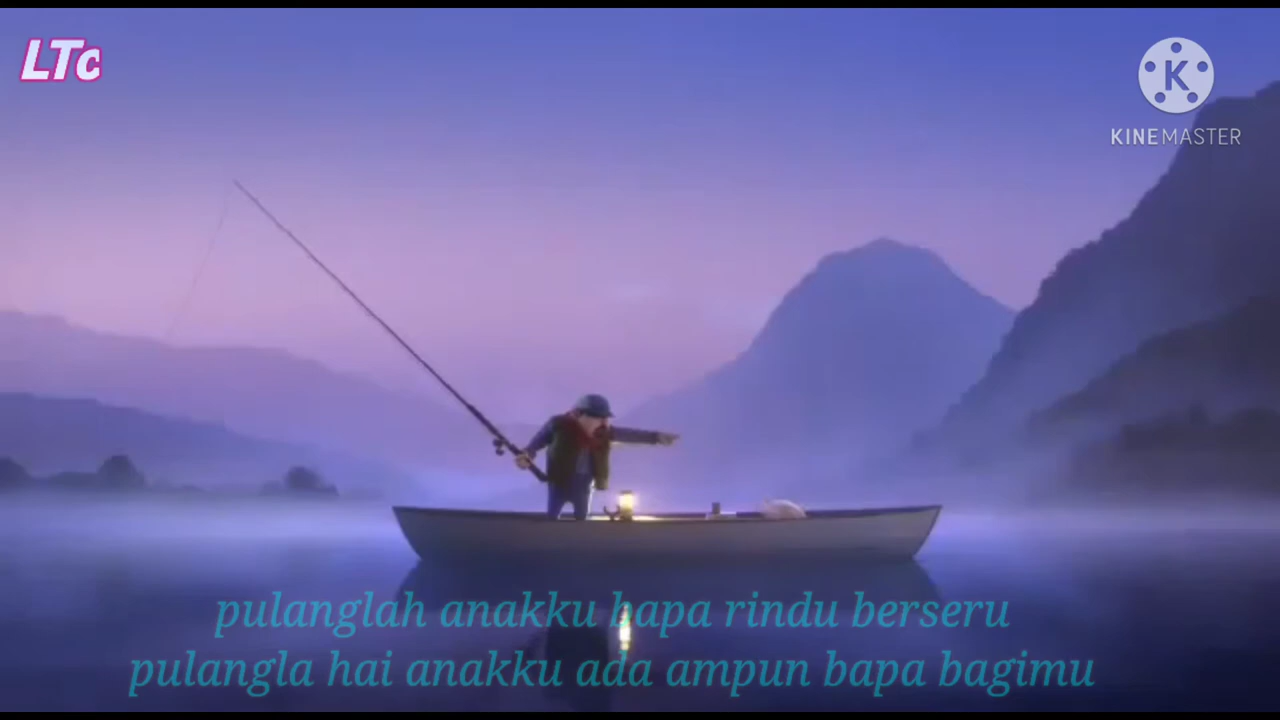 LTc
K
KINEMASTER
pulanglah anakku bapa rindu berseru
pulangla hai anakku ada ampun bapa bagimu